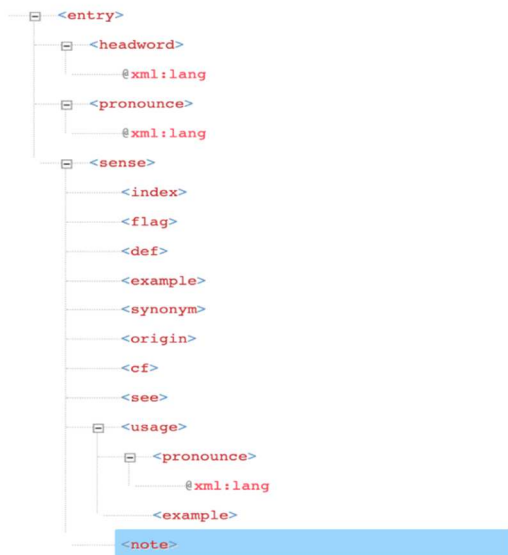 <entry>
<headword>
@xml:lang
<pronounce>
@xml:lang
<sense>
<index>
<flag>
<def>
<example>
<synonym>
<origin>
<cf>
<see>
<usage>
<pronounce>
@xml:lang
<example>
<note>